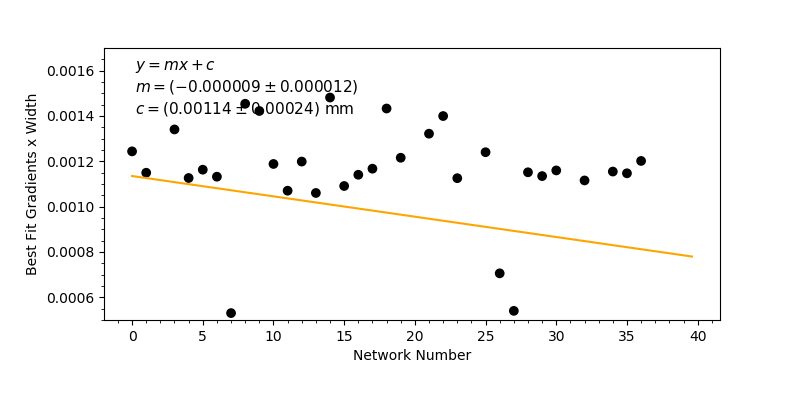 y = mx + c
m = (−0.000009 ± 0.000012)
c = (0.00114 ± 0.00024) mm
0.0016
0.0014
0.0012
0.0010
0.0008
0.0006
Best Fit Gradients x Width
0 5 10 15 20 25 30 35 40
Network Number